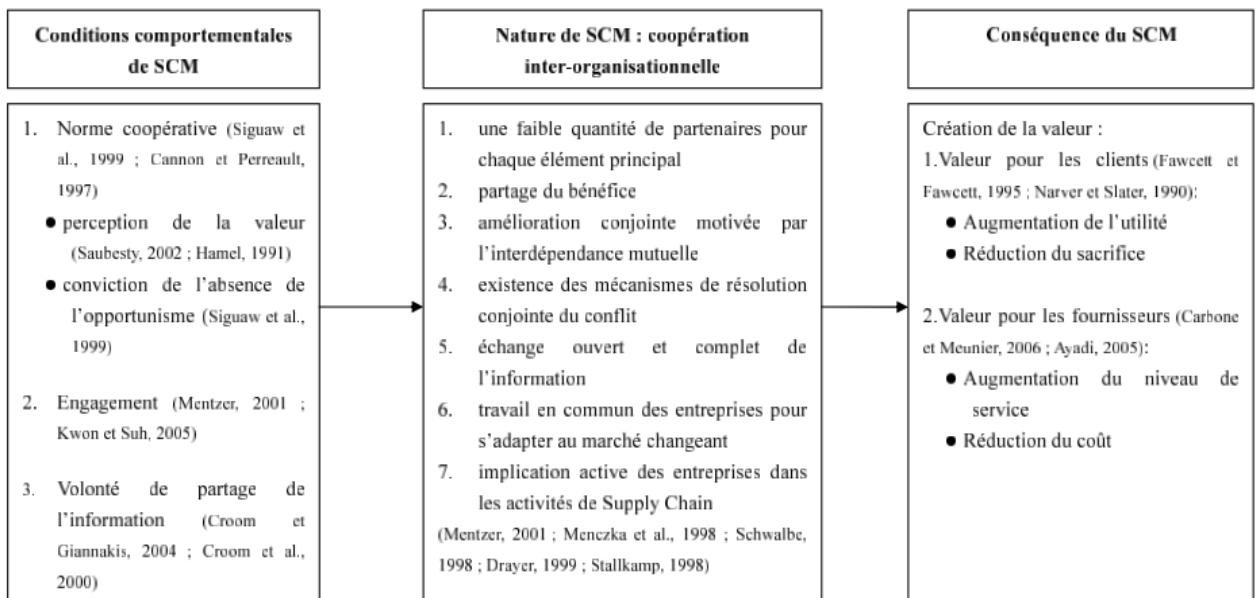 Conditions comportementales
de SCM
1. Norme coopérative (Siguaw et
al., 1999 ; Cannon et Perreault,
1997)
● perception de la valeur
(Saubesty, 2002 ; Hamel, 1991)
● conviction de l'absence de
l'opportunisme (Siguaw et al.,
1999)
2. Engagement (Mentzer, 2001 ;
Kwon et Suh, 2005)
3. Volonté de partage de
l'information (Croom et
Giannakis, 2004 ; Croom et al.,
2000)
Nature de SCM : coopération
inter-organisationnelle
1. une faible quantité de partenaires pour
chaque élément principal
2. partage du bénéfice
3. amélioration conjointe motivée par
l'interdépendance mutuelle
4. existence des mécanismes de résolution
conjointe du conflit
5. échange ouvert et complet de
l'information
6. travail en commun des entreprises pour
s'adapter au marché changeant
7. implication active des entreprises dans
les activités de Supply Chain
(Mentzer, 2001 ; Menczka et al., 1998 ; Schwalbe,
1998 ; Drayer, 1999 ; Stallkamp, 1998)
Conséquence du SCM
Création de la valeur :
1.Valeur pour les clients (Fawcett et
Fawcett, 1995 ; Narver et Slater, 1990):
● Augmentation de l'utilité
● Réduction du sacrifice
2.Valeur pour les fournisseurs (Carbone
et Meunier, 2006 ; Ayadi, 2005):
● Augmentation du niveau de
service
● Réduction du coût